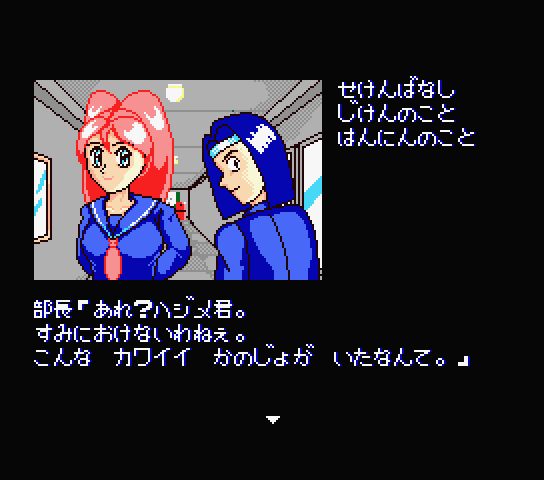 せけんばなし
じけんのこと
はんにんのこと
部長「あれ?ハジメ君。
すみにおけないわねぇ。
こんな　カワイイ　かのじょが　いたなんて。」